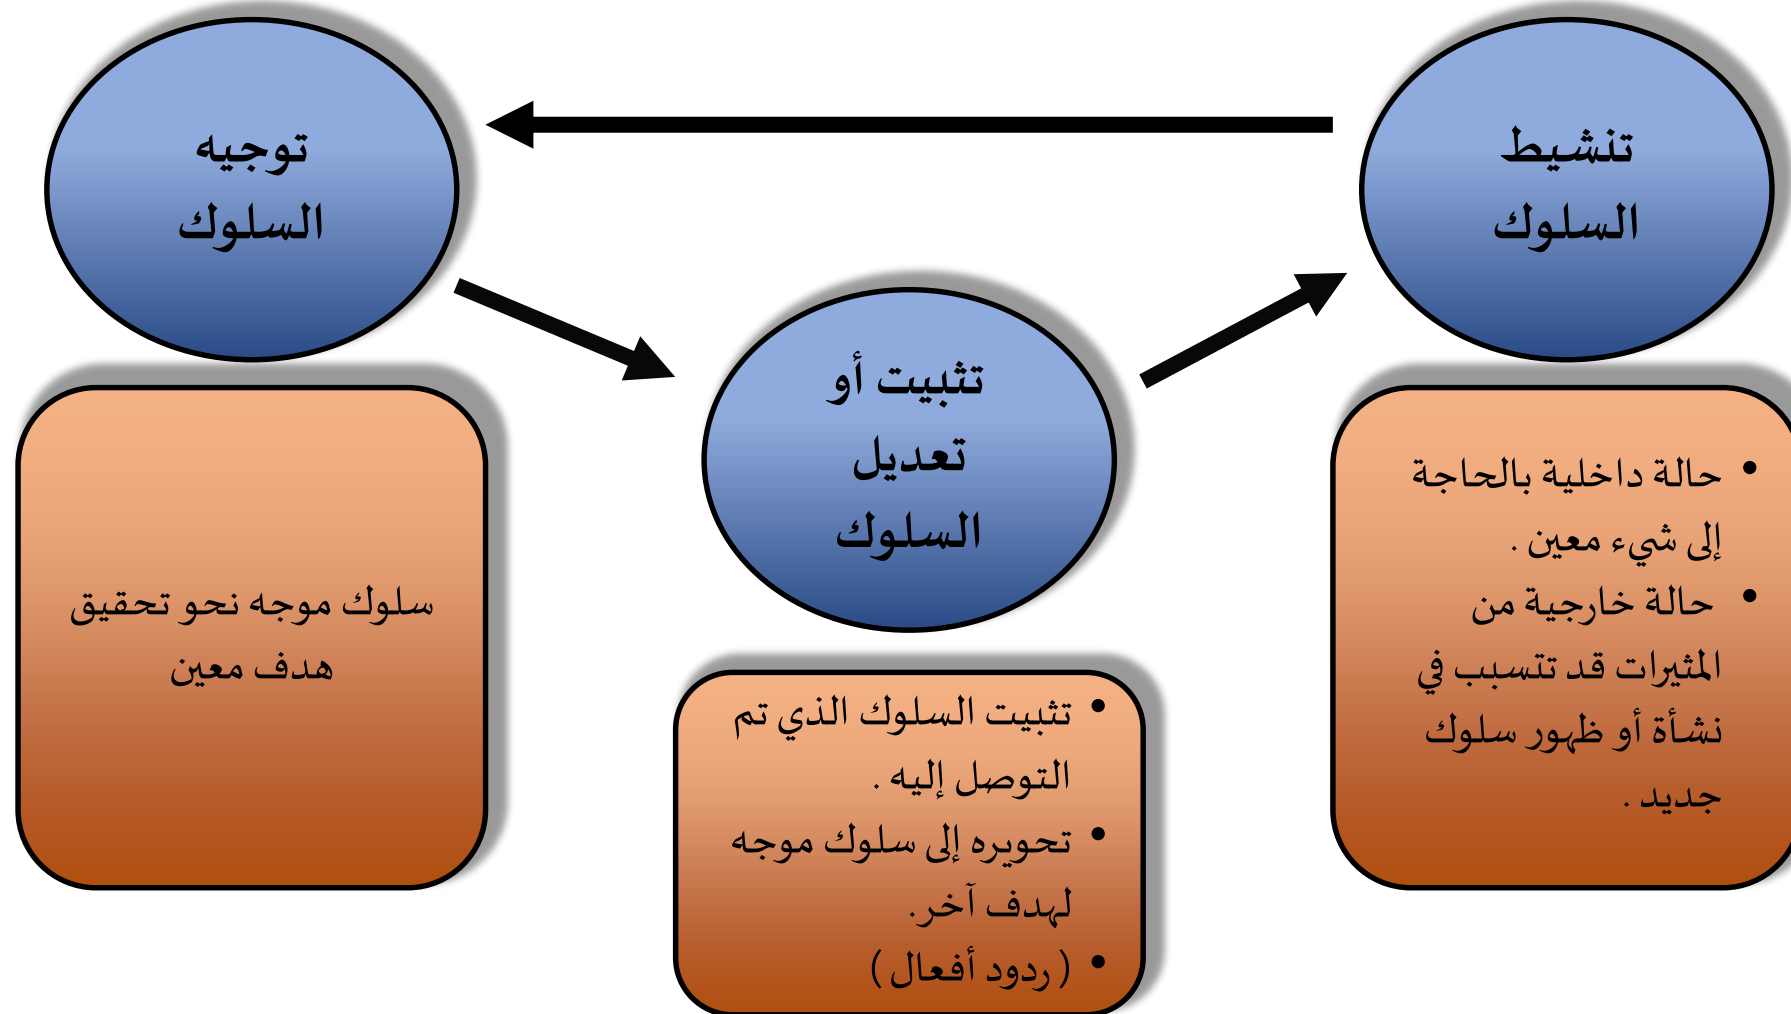 تنشيط
السلوك
• حالة داخلية بالحاجة
إلى شيء معين .
• حالة خارجية من
المثيرات قد تتسبب في
نشأة أو ظهور سلوك
جديد .
توجيه
السلوك
سلوك موجه نحو تحقيق
هدف معين
تثبيت أو
تعديل
السلوك
• تثبيت السلوك الذي تم
التوصل إليه .
• تحويره إلى سلوك موجه
لهدف آخر.
• ( ردود أفعال )